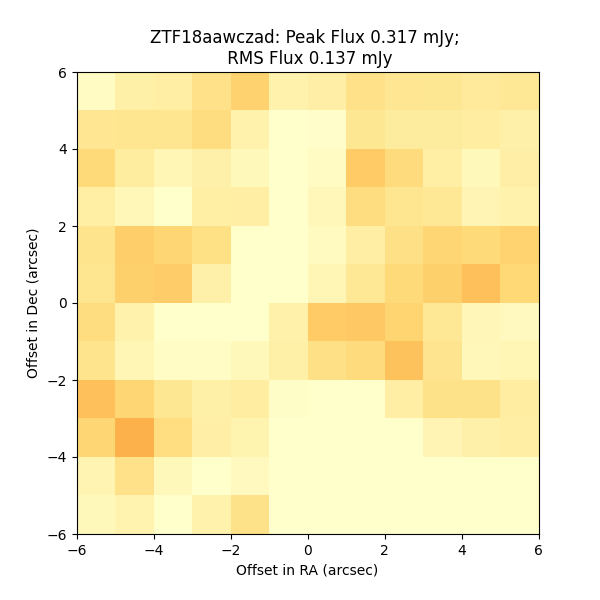 ZTF18aawczad: Peak Flux 0.317 mJy;
RMS Flux 0.137 mJy
6
4
2
0
−2
−4
−6
Offset in Dec (arcsec)
−6 −4 −2 0 2 4 6
Offset in RA (arcsec)